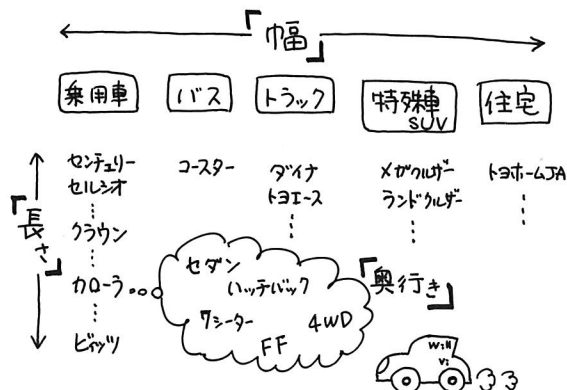 「幅」
乗用車
バス
トラック
特殊車
SUV
住宅
「長さ」
センチュリー
セルシオ
クラウン
カローラ
ビィッツ
コースター
ダイナ
トヨエース
メガクルザー
ランドクルザー
トヨホームJA
セダン
ハッチバック
7シーター
4WD
FF
「奥行き」
Will
Vi